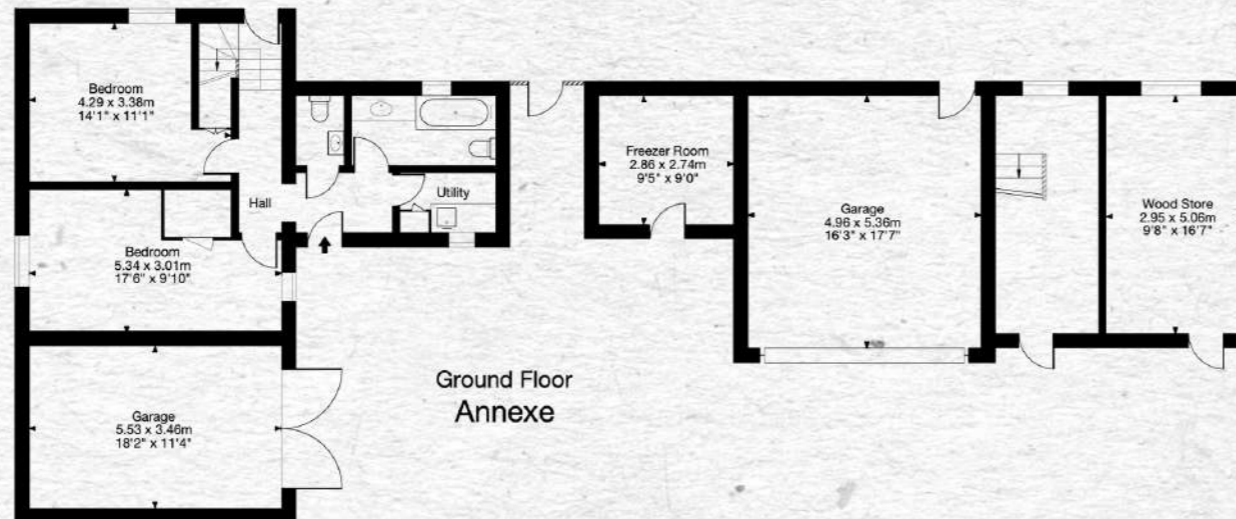 Bedroom
4.29 x 3.38m
14'1" x 11'1"
Hall
Bedroom
5.34 x 3.01m
17'6" x 9'10"
Utility
Garage
5.53 x 3.46m
18'2" x 11'4"
Ground Floor
Annexe
Freezer Room
2.86 x 2.74m
9'5" x 9'0"
Garage
4.96 x 5.36m
16'3" x 17'7"
Wood Store
2.95 x 5.06m
9'8" x 16'7"